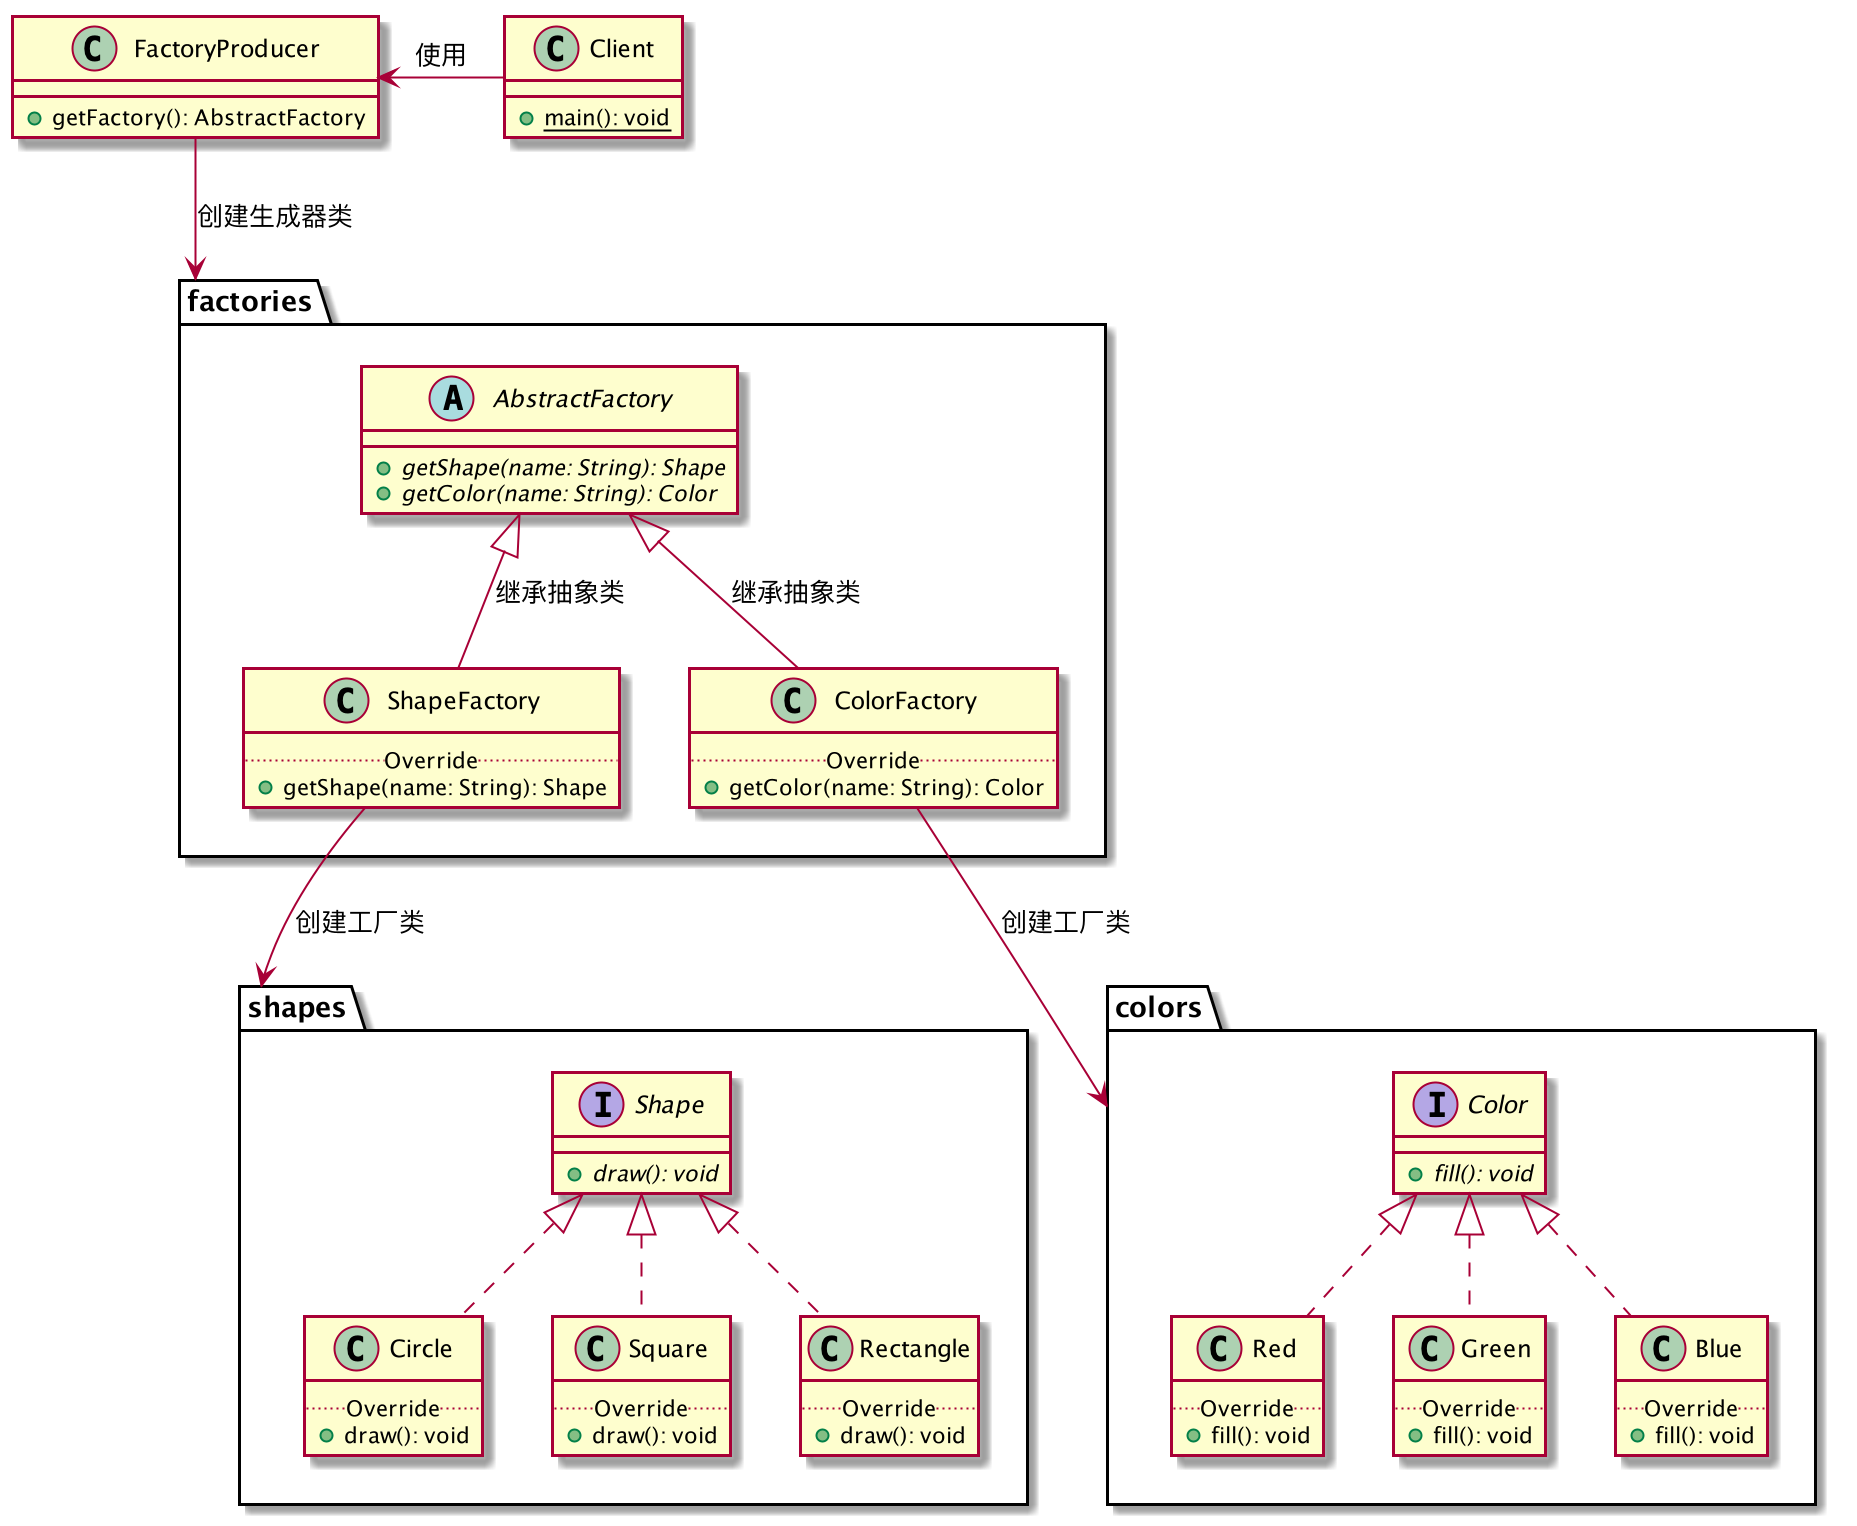 C FactoryProducer
getFactory(): AbstractFactory
使用
C Client
main(): void
创建生成器类
factories
A AbstractFactory
getShape(name: String): Shape
getColor(name: String): Color
继承抽象类
继承抽象类
C ShapeFactory
Override
getShape(name: String): Shape
C ColorFactory
Override
getColor(name: String): Color
创建工厂类
创建工厂类
shapes
I Shape
draw(): void
C Circle
Override
draw(): void
C Square
Override
draw(): void
C Rectangle
Override
draw(): void
colors
I Color
fill(): void
C Red
Override
fill(): void
C Green
Override
fill(): void
C Blue
Override
fill(): void